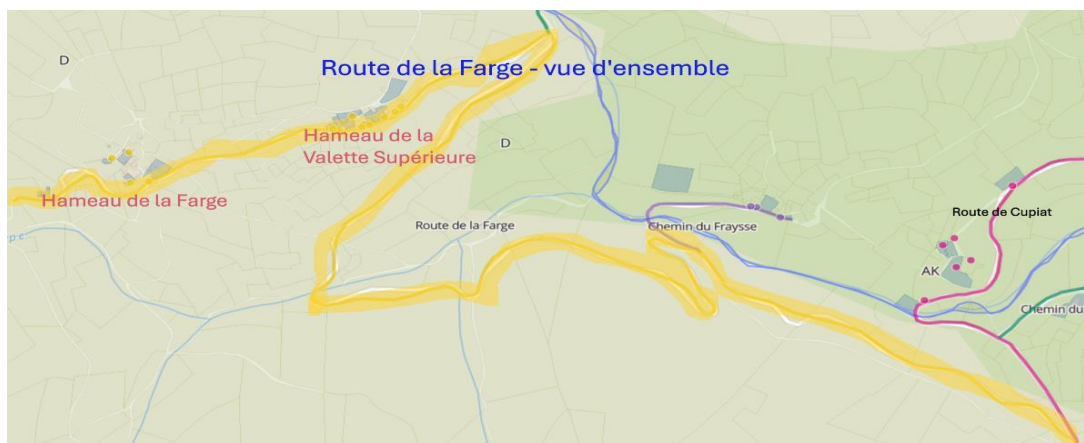 D
Route de la Farge - vue d'ensemble
Hameau de la
Valette Supérieure
D
Hameau de la Farge
Route de la Farge
Chemin du Fraysse
Route de Cupiat
AK
Chemin du